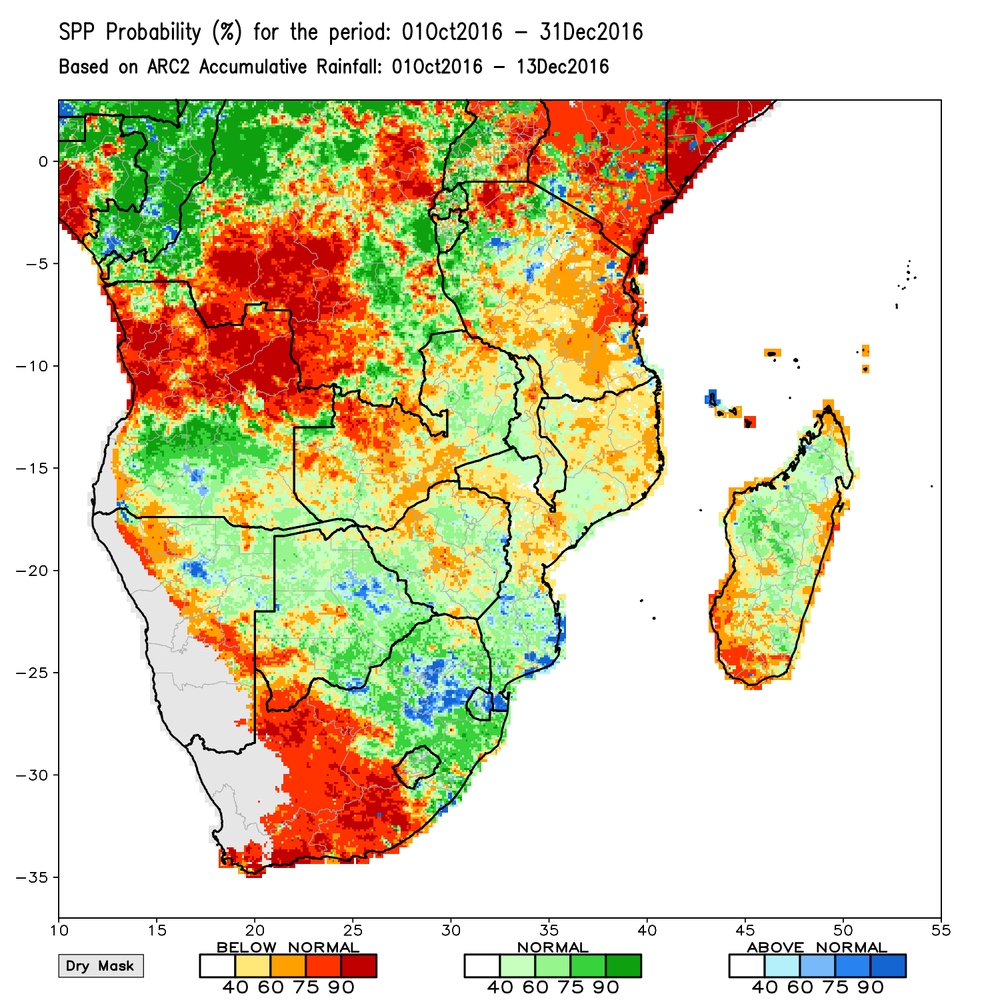 SPP Probability (%) for the period: 01Oct2016 – 31Dec2016
Based on ARC2 Accumulative Rainfall: 01Oct2016 – 13Dec2016
0
−5
−10
−15
−20
−25
−30
−35
10 15 20 25 30 35 40 45 50 55
BELOW NORMAL NORMAL ABOVE NORMAL
Dry Mask
40 60 75 90 40 60 75 90 40 60 75 90